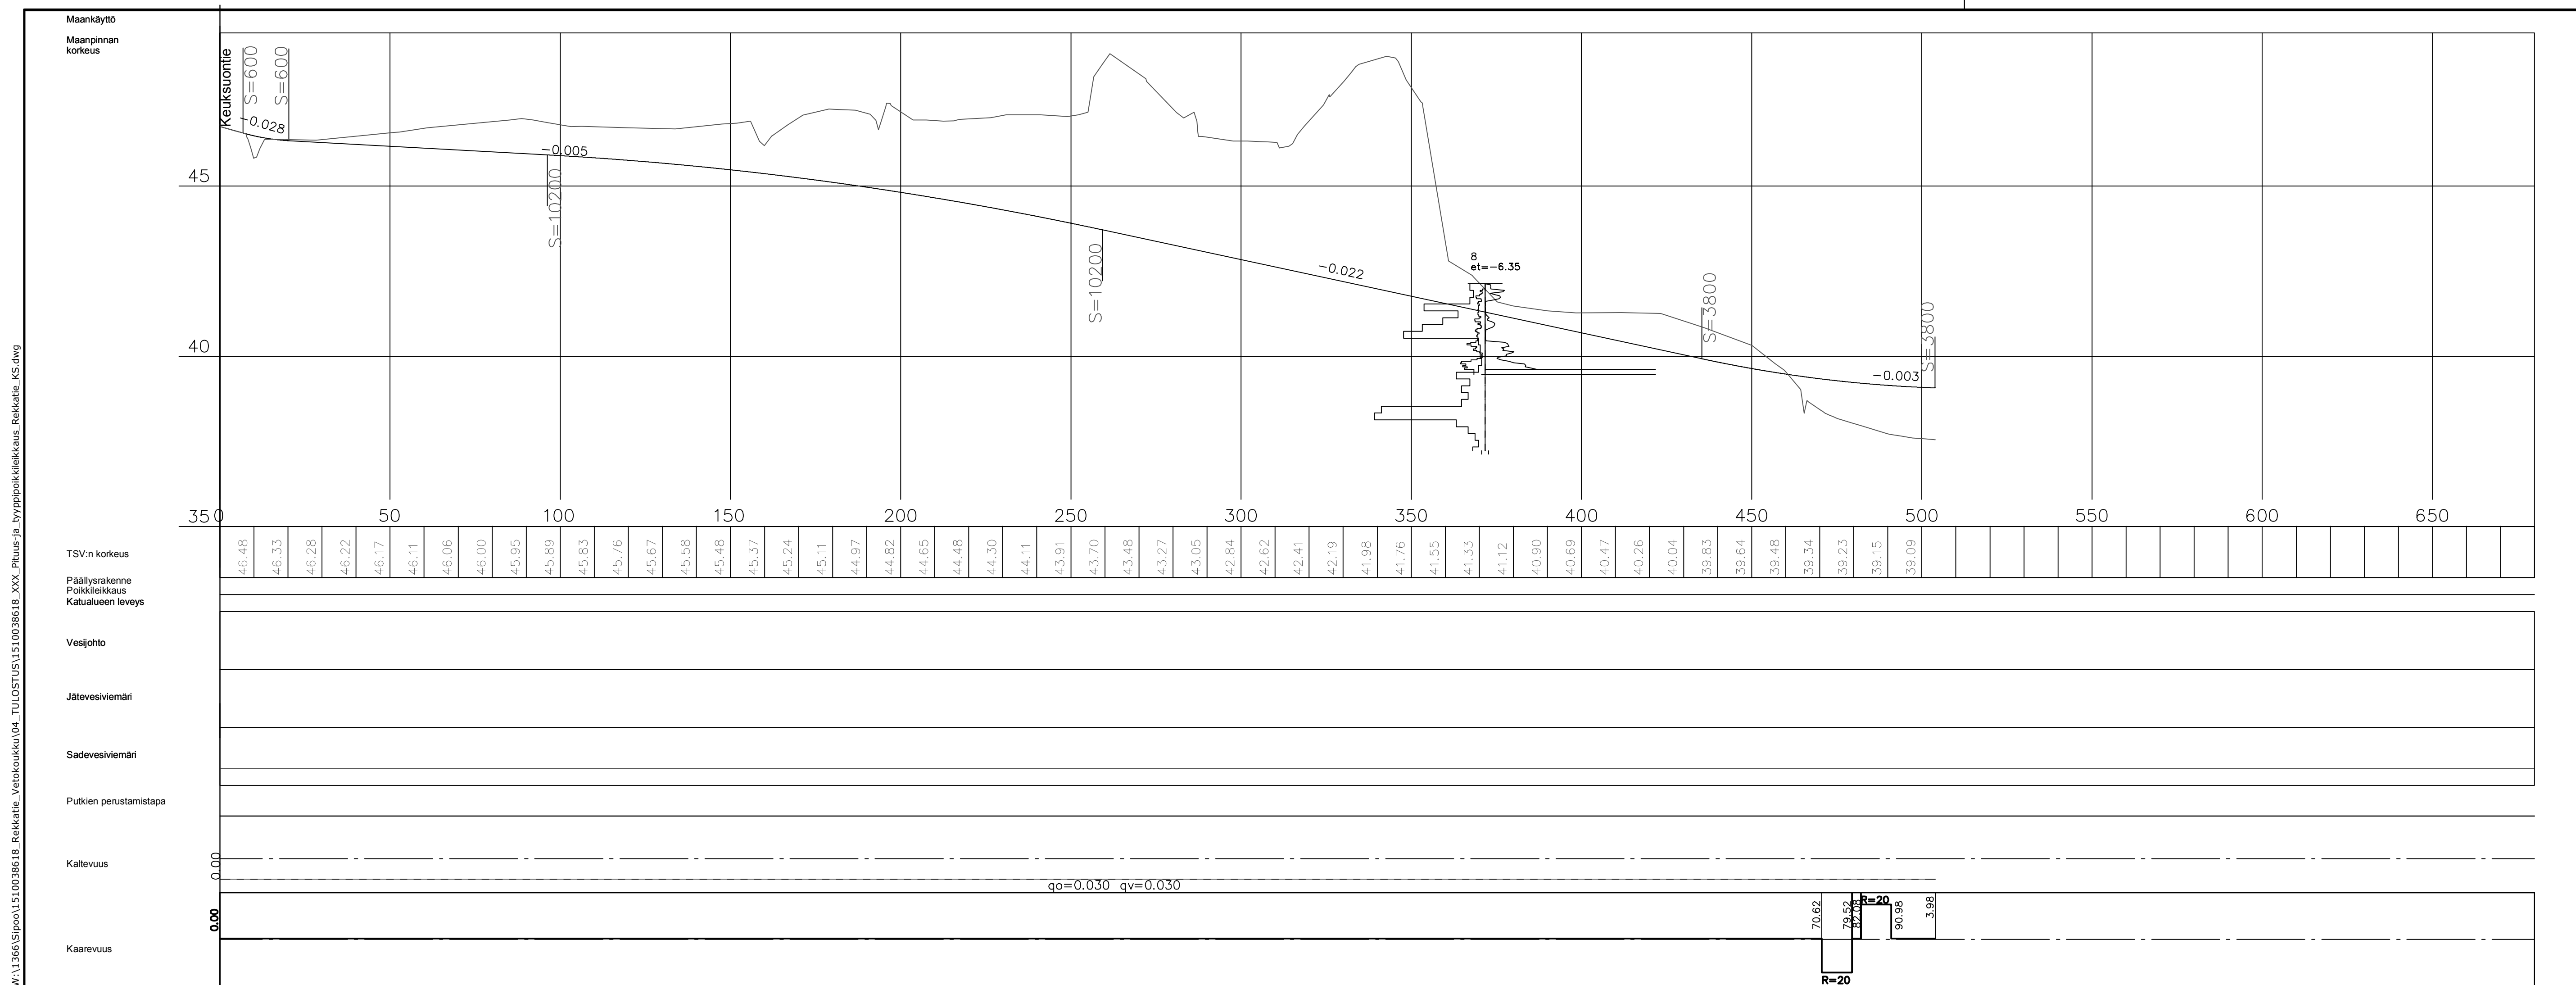 Maankäyttö
Maanpinnan
korkeus
Keuksuontie
S=600
S=600
-0.028
-0.005
S=10200
S=10200
-0.022
8
et=-6.35
S=3800
S=3800
-0.003
45
40
35 0 50 100 150 200 250 300 350 400 450 500 550 600 650
TSV:n korkeus
46.48 46.33 46.28 46.22 46.17 46.11 46.06 46.00 45.95 45.89 45.83 45.76 45.67 45.58 45.48 45.37 45.24 45.11 44.97 44.82 44.65 44.48 44.30 44.11 43.91 43.70 43.48 43.27 43.05 42.84 42.62 42.41 42.19 41.98 41.76 41.55 41.33 41.12 40.90 40.69 40.47 40.26 40.04 39.83 39.64 39.48 39.34 39.23 39.15 39.09
Päällysrakenne
Poikkileikkaus
Katualueen leveys
Vesijohto
Jätevesiviemäri
Sadevesiviemäri
Putkien perustamistapa
Kaltevuus
0.00
qo=0.030 qv=0.030
0.00
Kaarevuus
70.62 79.52 82.08 R=20 90.98 3.98
R=20
W:\1366\Sipoo\1510038618_Rekkatie_Vetokoukku\04_TULOSTUS\1510038618_XXX_Pituus-ja_tyyppipoikkileikkaus_Rekkatie_KS.dwg